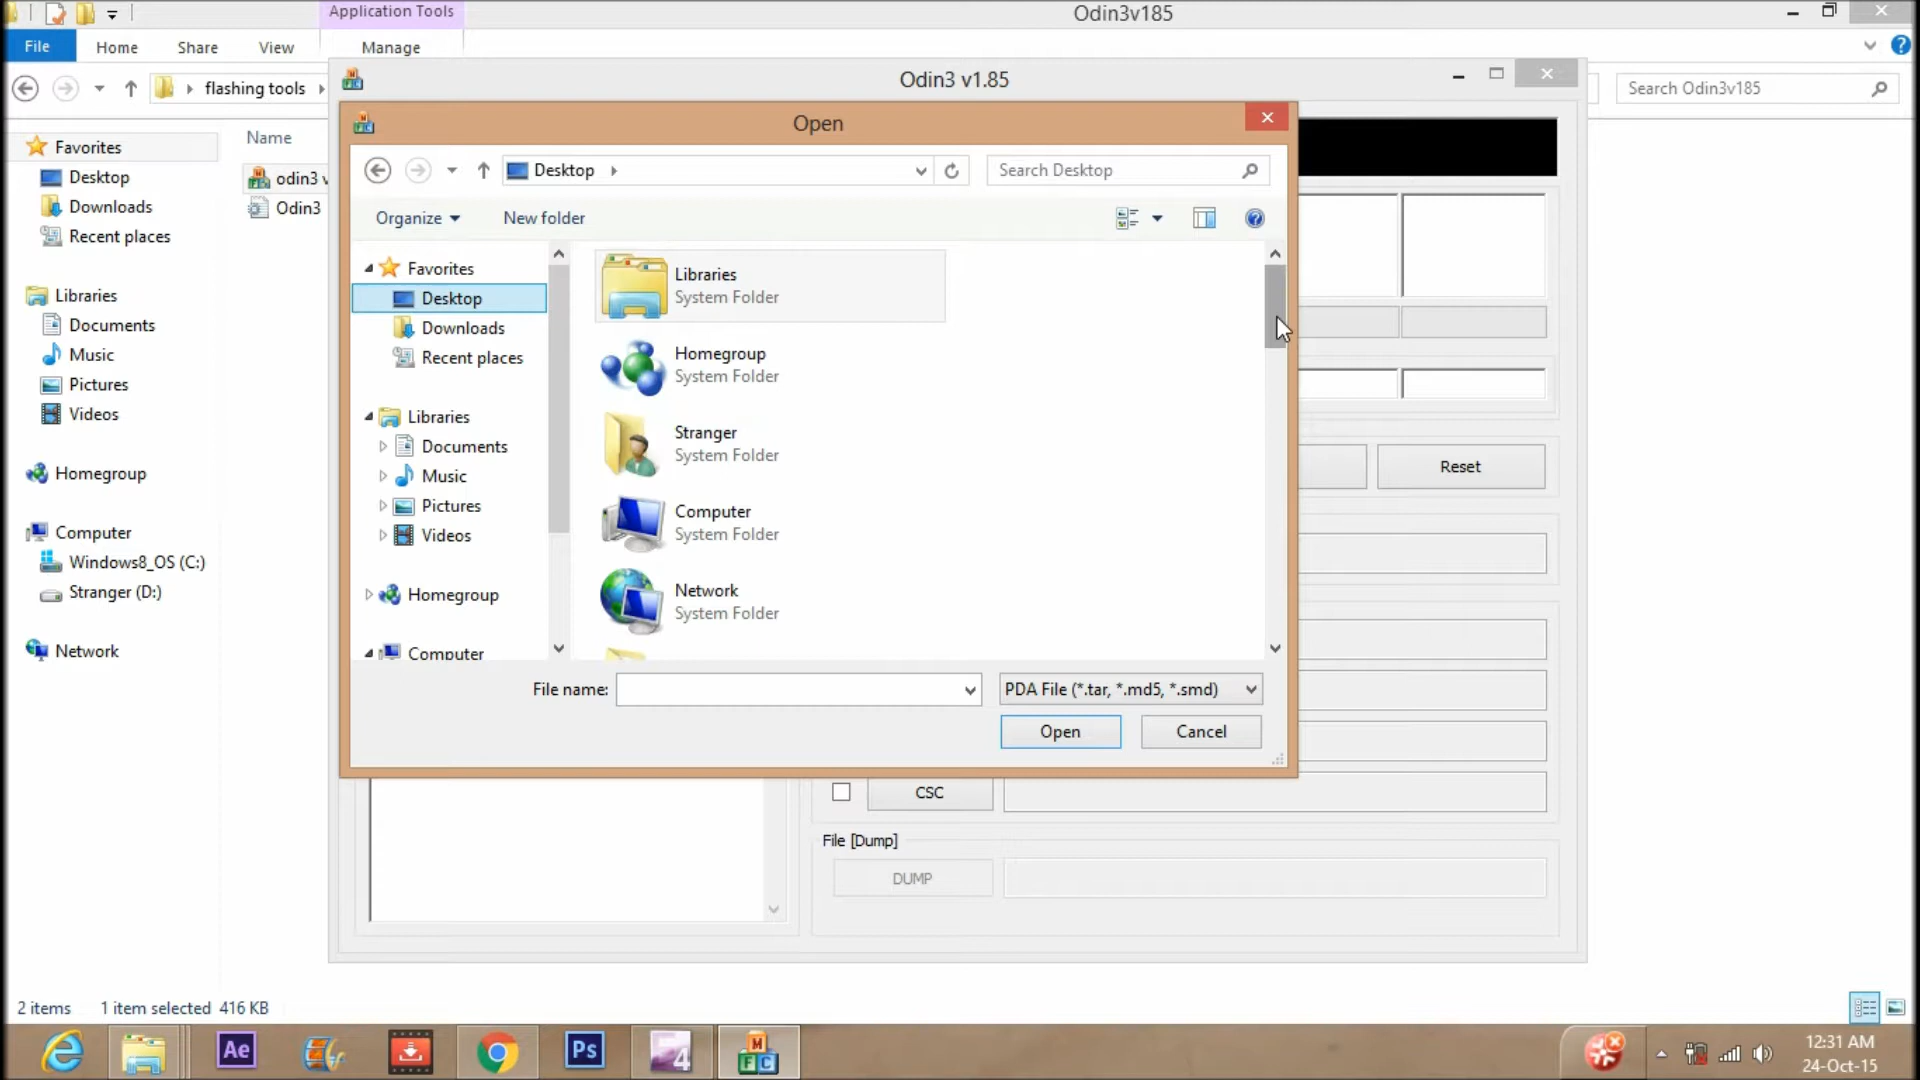 Application Tools
Odin3v185
File
Home
Share
View
Manage
flashing tools
Search Odin3v185
Odin3 v1.85
Open
Desktop
Search Desktop
Organize
New folder
Name
odin3 v
Odin3
Favorites
Desktop
Downloads
Recent places
Libraries
Documents
Music
Pictures
Videos
Homegroup
Computer
Windows8_OS (C:)
Stranger (D:)
Network
Favorites
Desktop
Downloads
Recent places
Libraries
Documents
Music
Pictures
Videos
Homegroup
Computer
Libraries
System Folder
Homegroup
System Folder
Stranger
System Folder
Computer
System Folder
Network
System Folder
File name:
PDA File (*.tar, *.md5, *.smd)
Open
Cancel
Reset
CSC
File [Dump]
DUMP
2 items
1 item selected 416 KB
Ae
Ps
4
M
F C
12:31 AM
24-Oct-15